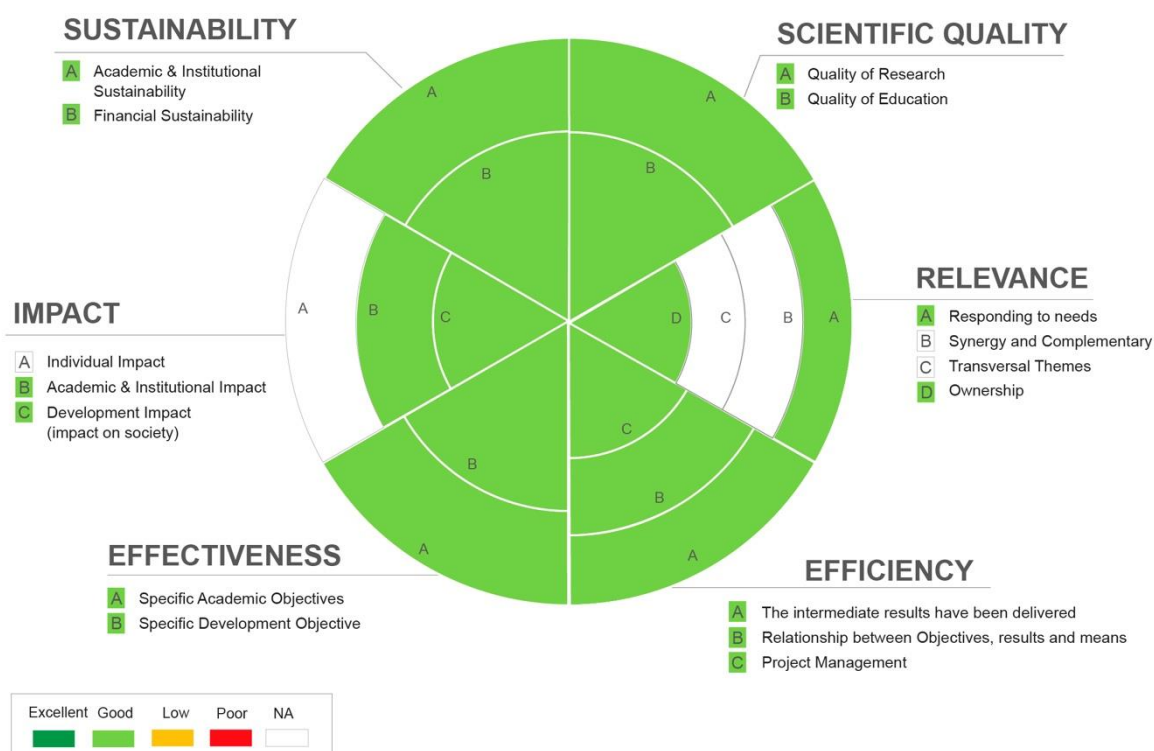 SUSTAINABILITY
A Academic & Institutional
Sustainability
B Financial Sustainability
SCIENTIFIC QUALITY
A Quality of Research
B Quality of Education
A
A
B
B
IMPACT
A Individual Impact
B Academic & Institutional Impact
C Development Impact
(impact on society)
A
B
C
D
C
B
A
RELEVANCE
A Responding to needs
B Synergy and Complementary
C Transversal Themes
D Ownership
C
B
B
A
A
EFFECTIVENESS
A Specific Academic Objectives
B Specific Development Objective
EFFICIENCY
A The intermediate results have been delivered
B Relationship between Objectives, results and means
C Project Management
Excellent Good Low Poor NA